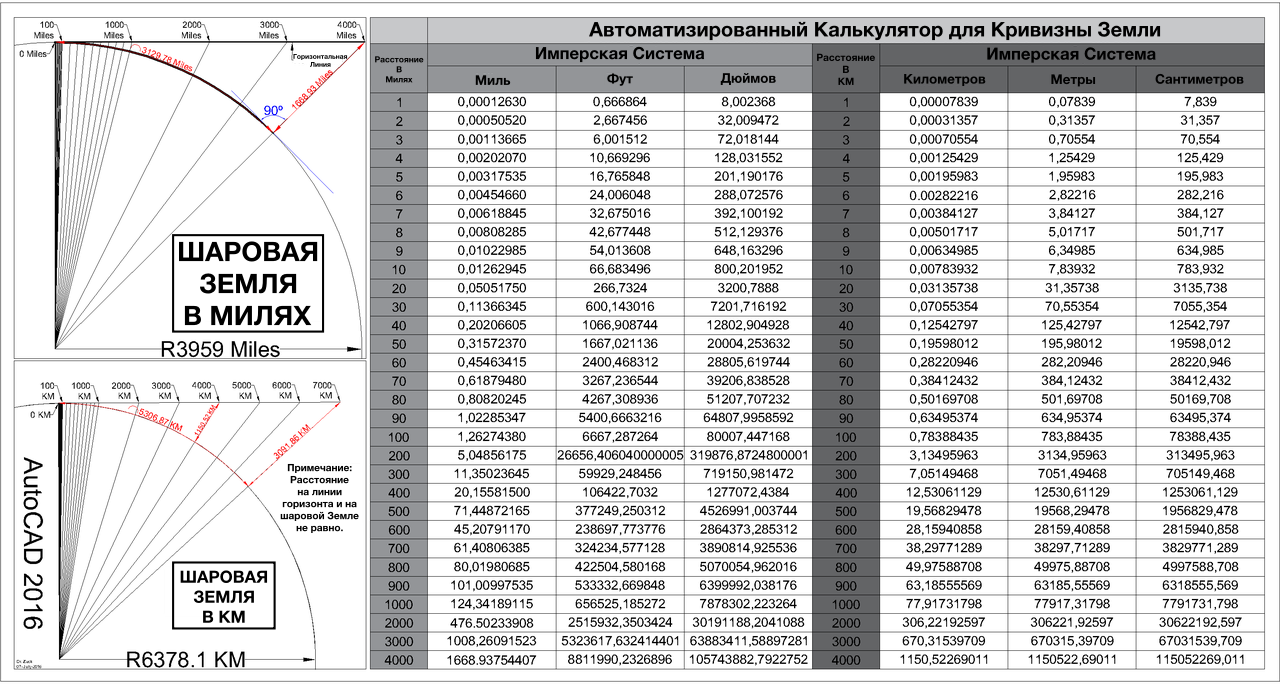 100 Miles 1000 Miles 2000 Miles 3000 Miles 4000 Miles
0 Miles
3129.78 Miles
Горизонтальная
Линия
1668.93 Miles
90º
ШАРОВАЯ
ЗЕМЛЯ
В МИЛЯХ
R3959 Miles
100 KM 1000 KM 2000 KM 3000 KM 4000 KM 5000 KM 6000 KM 7000 KM
0 KM
5306.87 KM
1150.52 KM
3091.86 KM
Примечание:
Расстояние
на линии
горизонта и на
шаровой Земле
не равно.
AutoCAD 2016
ШАРОВАЯ
ЗЕМЛЯ
В КМ
R6378.1 KM
Автоматизированный Калькулятор для Кривизны Земли
Расстояние В Милях Имперская Система Расстояние В КМ Имперская Система
Миль Фут Дюймов Километров Метры Сантиметров
1 0,00012630 0,666864 8,002368 1 0,00007839 0,07839 7,839
2 0,00050520 2,667456 32,009472 2 0,00031357 0,31357 31,357
3 0,00113665 6,001512 72,018144 3 0,00070554 0,70554 70,554
4 0,00202070 10,669296 128,031552 4 0,00125429 1,25429 125,429
5 0,00317535 16,765848 201,190176 5 0,00195983 1,95983 195,983
6 0,00454660 24,006048 288,072576 6 0.00282216 2,82216 282,216
7 0,00618845 32,675016 392,100192 7 0,00384127 3,84127 384,127
8 0,00808285 42,677448 512,129376 8 0,00501717 5,01717 501,717
9 0,01022985 54,013608 648,163296 9 0,00634985 6,34985 634,985
10 0,01262945 66,683496 800,201952 10 0,00783932 7,83932 783,932
20 0,05051750 266,7324 3200,7888 20 0,03135738 31,35738 3135,738
30 0,11366345 600,143016 7201,716192 30 0,07055354 70,55354 7055,354
40 0,20206605 1066,908744 12802,904928 40 0,12542797 125,42797 12542,797
50 0,31572370 1667,021136 20004,253632 50 0,19598012 195,98012 19598,012
60 0,45463415 2400,468312 28805,619744 60 0,28220946 282,20946 28220,946
70 0,61879480 3267,236544 39206,838528 70 0,38412432 384,12432 38412,432
80 0,80820245 4267,308936 51207,707232 80 0,50169708 501,69708 50169,708
90 1,02285347 5400,6663216 64807,9958592 90 0,63495374 634,95374 63495,374
100 1,26274380 6667,287264 80007,447168 100 0,78388435 783,88435 78388,435
200 5,04856175 26656,406040000005 319876,8724800001 200 3,13495963 3134,95963 313495,963
300 11,35023645 59929,248456 719150,981472 300 7,05149468 7051,49468 705149,468
400 20,15581500 106422,7032 1277072,4384 400 12,53061129 12530,61129 1253061,129
500 71,44872165 377249,250312 4526991,003744 500 19,56829478 19568,29478 1956829,478
600 45,20791170 238697,773776 2864373,285312 600 28,15940858 28159,40858 2815940,858
700 61,40806385 324234,577128 3890814,925536 700 38,29771289 38297,71289 3829771,289
800 80,01980685 422504,580168 5070054,962016 800 49,97588708 49975,88708 4997588,708
900 101,00997535 533332,669848 6399992,038176 900 63,18555569 63185,55569 6318555,569
1000 124,34189115 656525,185272 7878302,223264 1000 77,91731798 77917,31798 7791731,798
2000 476.50233908 2515932,3503424 30191188,2041088 2000 306,22192597 306221,92597 30622192,597
3000 1008,26091523 5323617,632414401 63883411,58897281 3000 670,31539709 670315,39709 67031539,709
4000 1668.93754407 8811990,2326896 105743882,7922752 4000 1150,52269011 1150522,69011 115052269,011